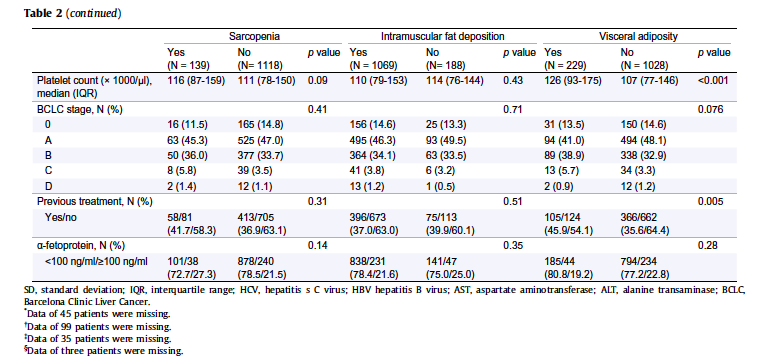 Table 2 (continued)
Sarcopenia Intramuscular fat deposition Visceral adiposity
Yes No p value Yes No p value Yes No p value
(N = 139) (N= 1118) (N = 1069) (N = 188) (N = 229) (N = 1028)
Platelet count (× 1000/μl), 116 (87-159) 111 (78-150) 0.09 110 (79-153) 114 (76-144) 0.43 126 (93-175) 107 (77-146) <0.001
median (IQR)
BCLC stage, N (%) 0.41 0.71 0.076
0 16 (11.5) 165 (14.8) 156 (14.6) 25 (13.3) 31 (13.5) 150 (14.6)
A 63 (45.3) 525 (47.0) 495 (46.3) 93 (49.5) 94 (41.0) 494 (48.1)
B 50 (36.0) 377 (33.7) 364 (34.1) 63 (33.5) 89 (38.9) 338 (32.9)
C 8 (5.8) 39 (3.5) 41 (3.8) 6 (3.2) 13 (5.7) 34 (3.3)
D 2 (1.4) 12 (1.1) 13 (1.2) 1 (0.5) 2 (0.9) 12 (1.2)
Previous treatment, N (%) 0.31 0.51 0.005
Yes/no 58/81 413/705 396/673 75/113 105/124 366/662
(41.7/58.3) (36.9/63.1) (37.0/63.0) (39.9/60.1) (45.9/54.1) (35.6/64.4)
α-fetoprotein, N (%) 0.14 0.35 0.28
<100 ng/ml/≥100 ng/ml 101/38 878/240 838/231 141/47 185/44 794/234
(72.7/27.3) (78.5/21.5) (78.4/21.6) (75.0/25.0) (80.8/19.2) (77.2/22.8)
SD, standard deviation; IQR, interquartile range; HCV, hepatitis s C virus; HBV hepatitis B virus; AST, aspartate aminotransferase; ALT, alanine transaminase; BCLC,
Barcelona Clinic Liver Cancer.
*Data of 45 patients were missing.
†Data of 99 patients were missing.
‡Data of 35 patients were missing.
§Data of three patients were missing.